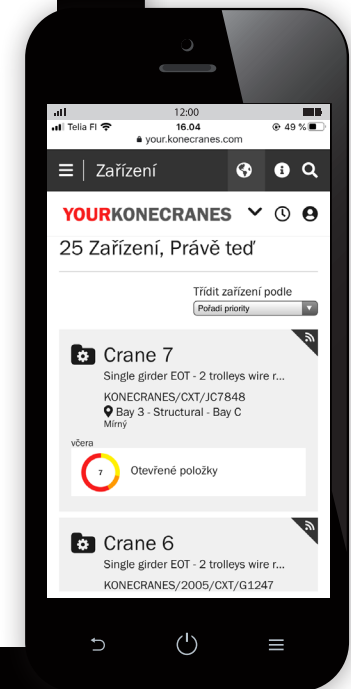 12:00
Telia FI 16.04 49 %
your.konecranes.com
Zařízení
YOURKONECRANES
25 Zařízení, Právě teď
Třídit zařízení podle
Pořadí priority
Crane 7
Single girder EOT - 2 trolleys wire r...
KONECRANES/CXT/JC7848
Bay 3 - Structural - Bay C
Mírný
včera
7
Otevřené položky
Crane 6
Single girder EOT - 2 trolleys wire r...
KONECRANES/2005/CXT/G1247